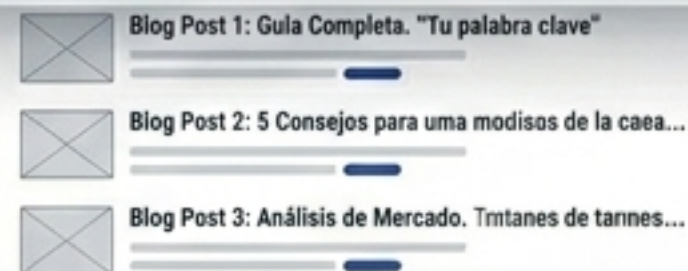 Blog Post 1: Gula Completa. "Tu palabra clave"
Blog Post 2: 5 Consejos para uma modisos de la caea...
Blog Post 3: Análisis de Mercado. Tmtanes de tarnes...